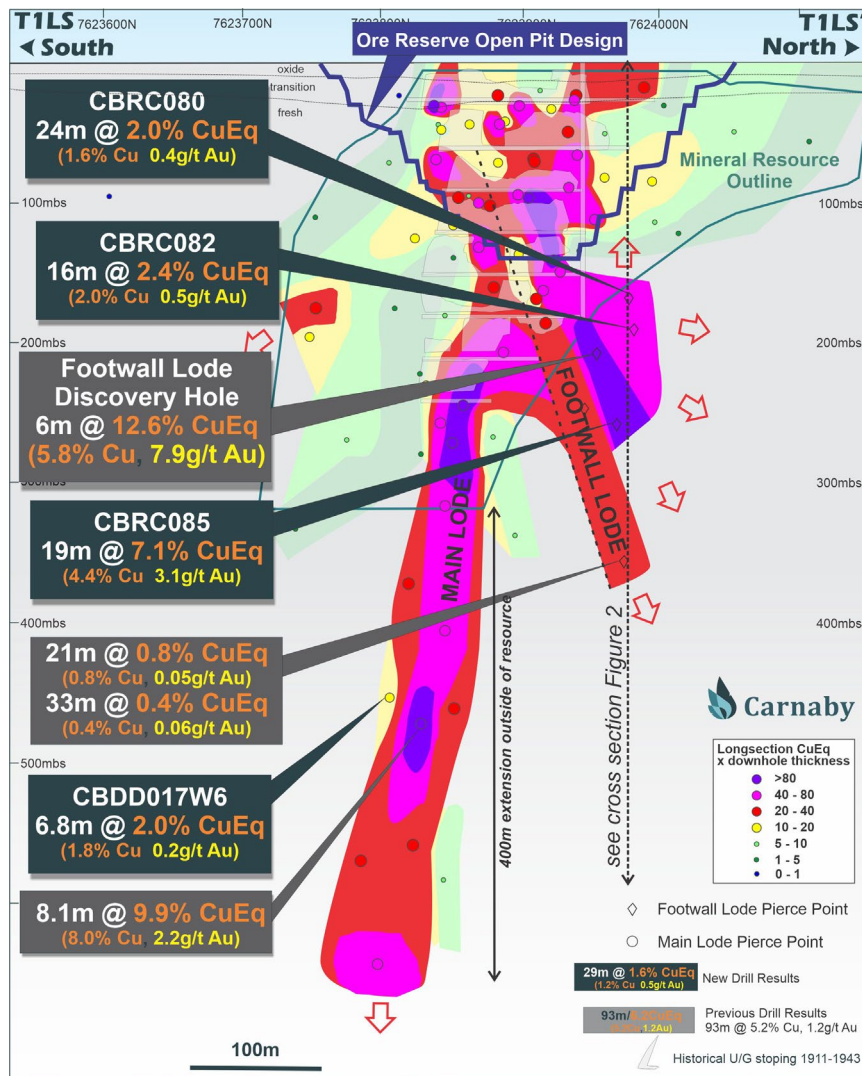 T1LS
7623600N
7623700N
7624000N
T1LS'
South
Ore Reserve Open Pit Design
North
oxide
transition
fresh
CBRC080
24m @ 2.0% CuEq
(1.6% Cu 0.4g/t Au)
Mineral Resource
Outline
100mbs
100mbs
CBRC082
16m @ 2.4% CuEq
(2.0% Cu 0.5g/t Au)
200mbs
200mbs
Footwall Lode
Discovery Hole
6m @ 12.6% CuEq
(5.8% Cu, 7.9g/t Au)
FOOTWALL LODE
MAIN LODE
300mbs
300mbs
CBRC085
19m @ 7.1% CuEq
(4.4% Cu 3.1g/t Au)
400mbs
400mbs
21m @ 0.8% CuEq
(0.8% Cu, 0.05g/t Au)
33m @ 0.4% CuEq
(0.4% Cu, 0.06g/t Au)
400m extension outside of resource
see cross section Figure 2
Carnaby
Longsection CuEq
x downhole thickness
>80
40 - 80
20 - 40
10 - 20
5 - 10
1 - 5
0 - 1
500mbs
CBDD017W6
6.8m @ 2.0% CuEq
(1.8% Cu 0.2g/t Au)
8.1m @ 9.9% CuEq
(8.0% Cu, 2.2g/t Au)
Footwall Lode Pierce Point
Main Lode Pierce Point
29m @ 1.6% CuEq
(1.2% Cu 0.5g/t Au)
New Drill Results
93m/
1.2Au)
Previous Drill Results
93m @ 5.2% Cu, 1.2g/t Au
Historical U/G stoping 1911-1943
100m